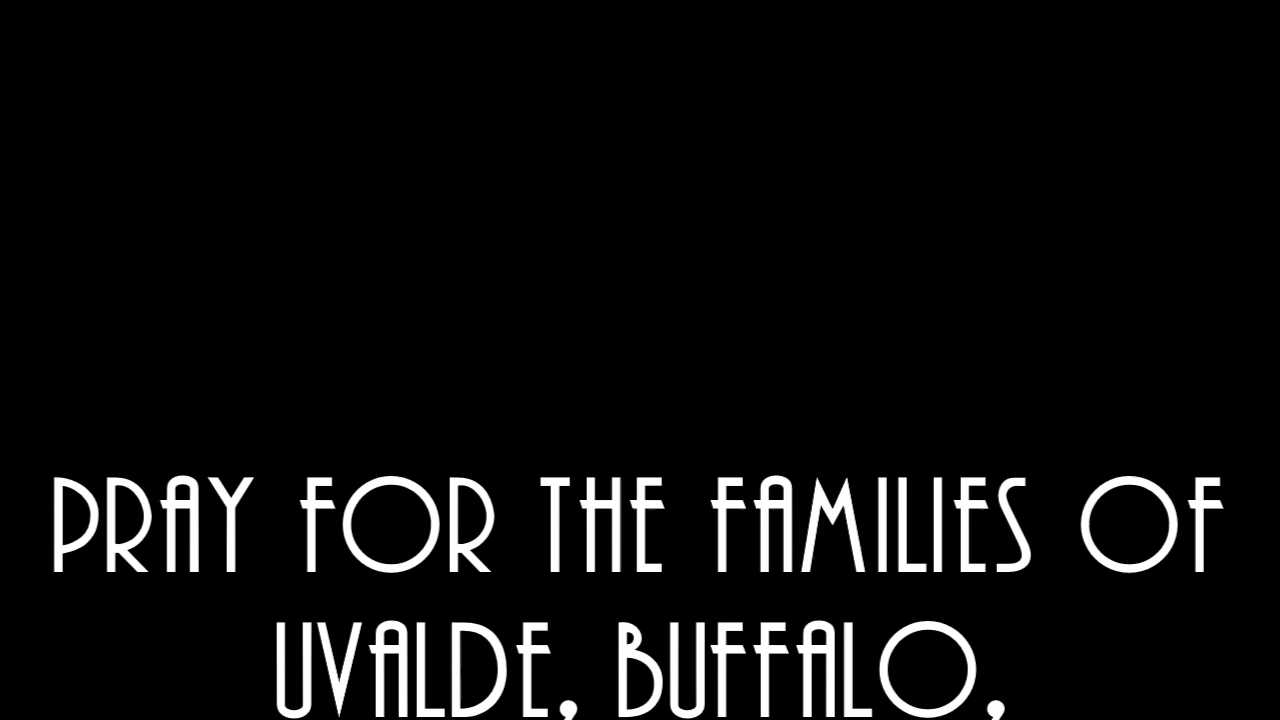 PRAY FOR THE FAMILIES OF
UVALDE, BUFFALO,